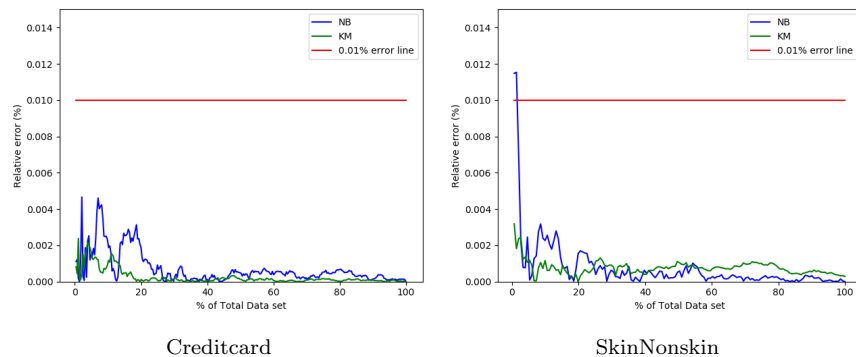 0.014
0.012
0.010
0.008
0.006
0.004
0.002
0.000
Relative error (%)
0
20
40
60
80
100
% of Total Data set
NB
KM
0.01% error line
Creditcard
0.014
0.012
0.010
0.008
0.006
0.004
0.002
0.000
Relative error (%)
0
20
40
60
80
100
% of Total Data set
NB
KM
0.01% error line
SkinNonskin